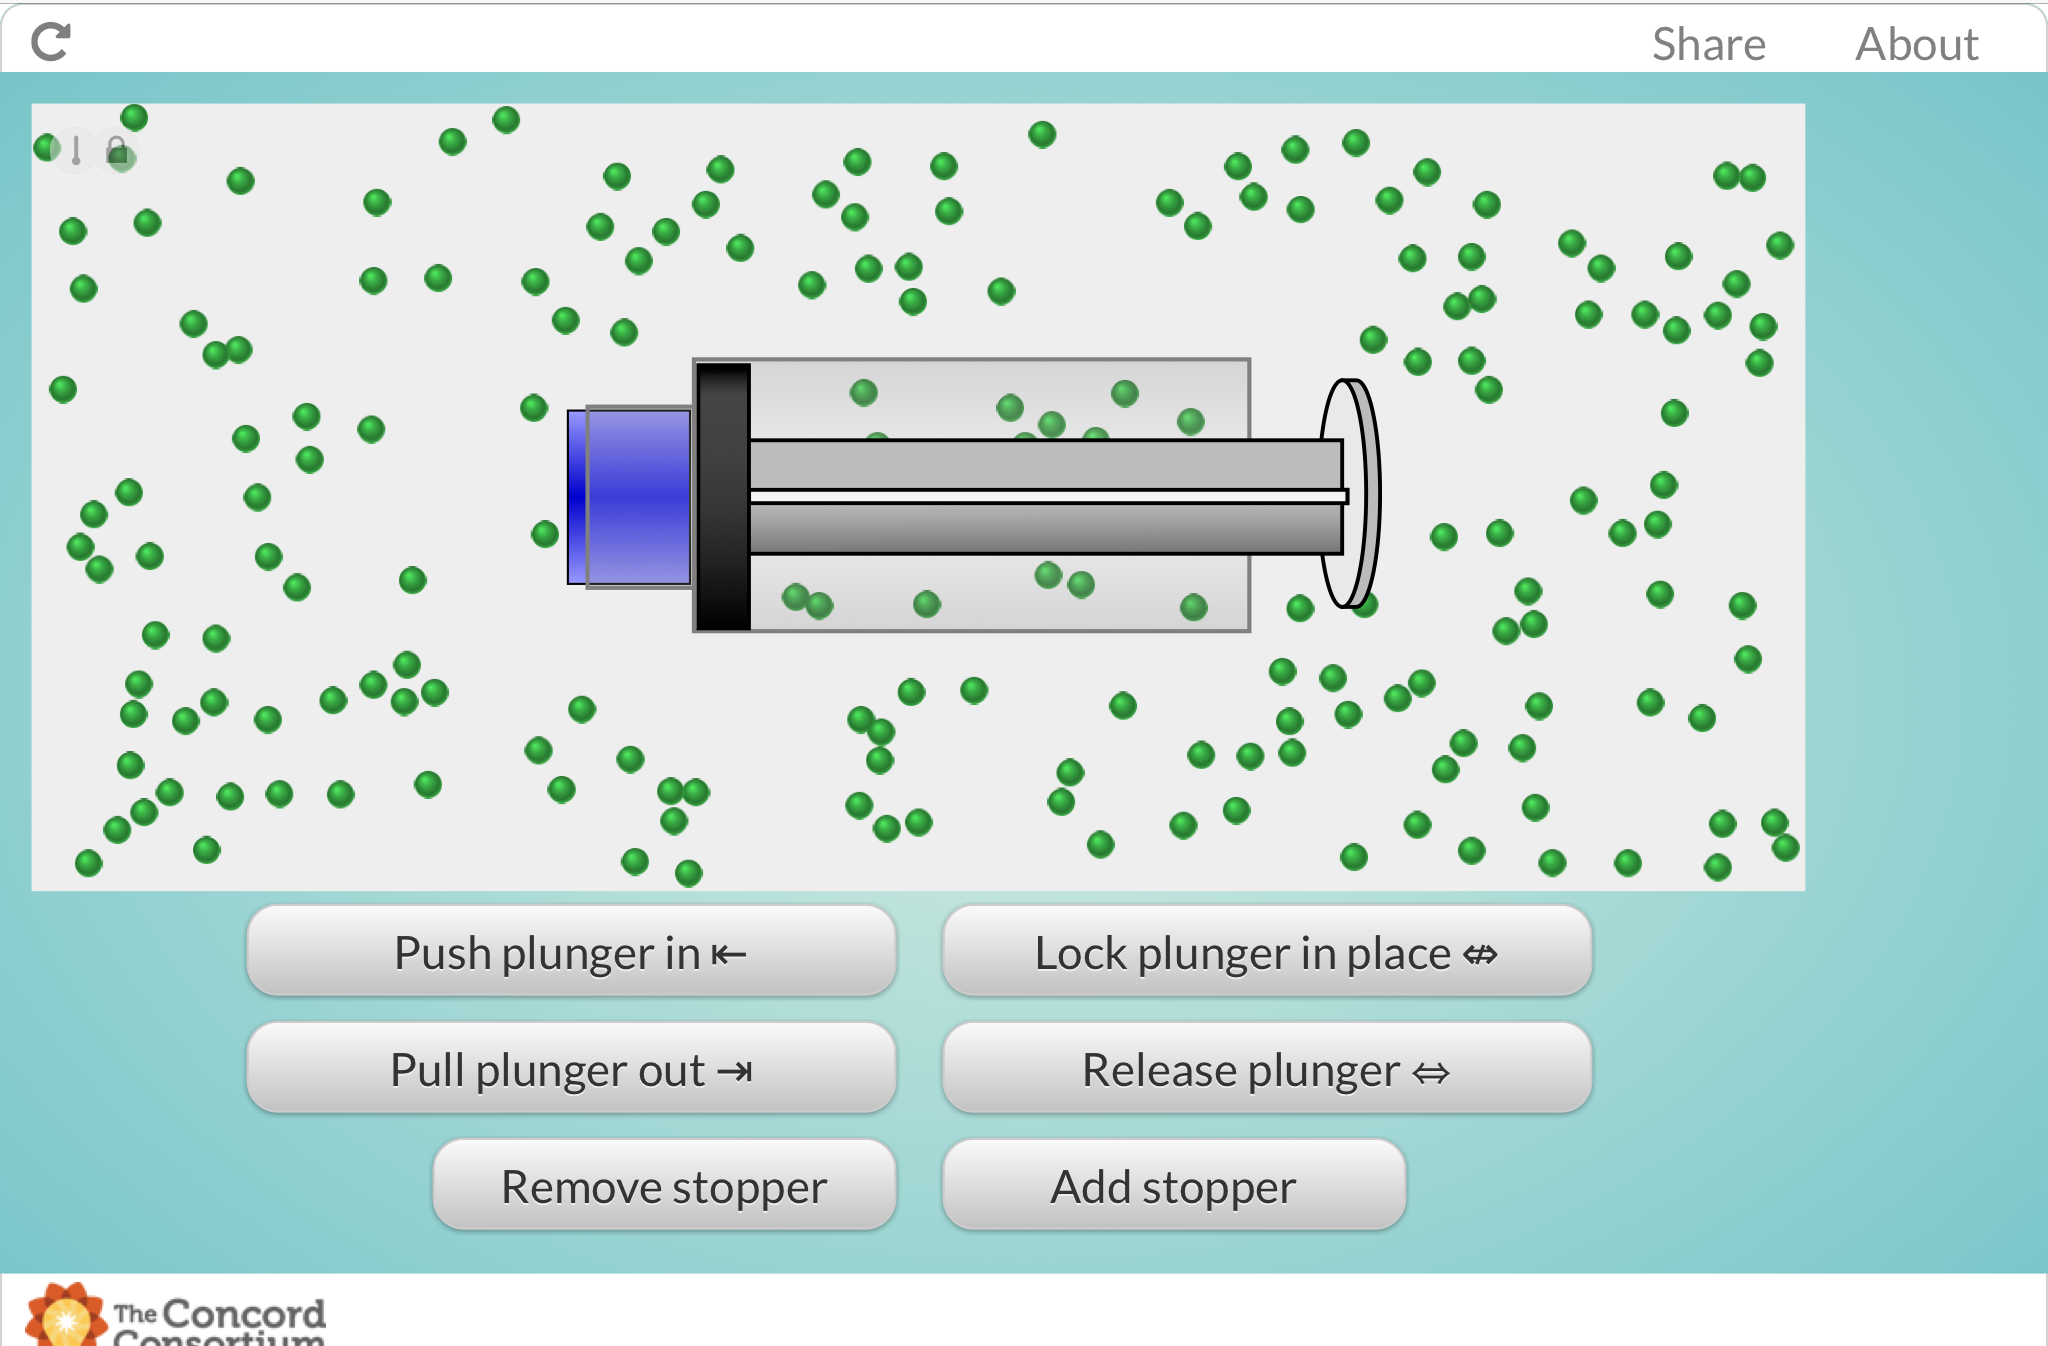 Share About
Push plunger in ⇤ Lock plunger in place ⇎
Pull plunger out ⇥ Release plunger ⇔
Remove stopper Add stopper
The Concord
Consortium